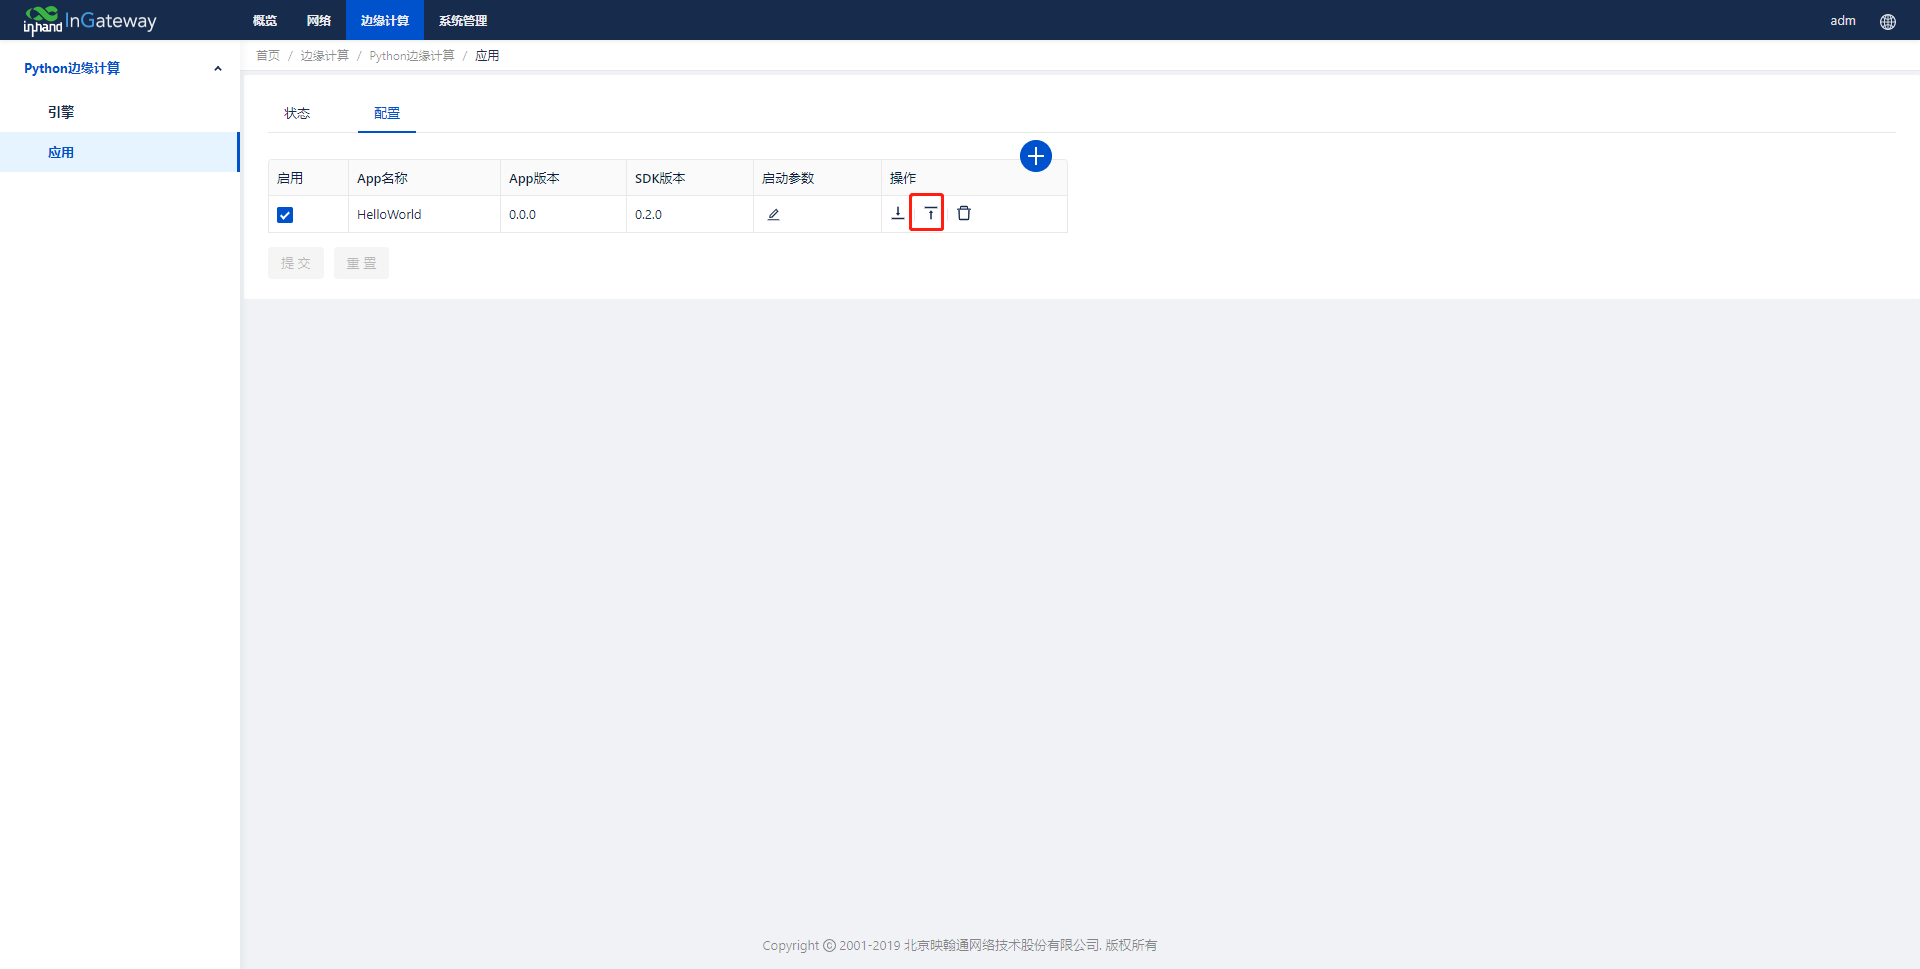 inhand InGateway 概览 网络 边缘计算 系统管理 adm
Python边缘计算
引擎
应用
首页 / 边缘计算 / Python边缘计算 / 应用
状态 配置
启用 App名称 App版本 SDK版本 启动参数 操作
HelloWorld 0.0.0 0.2.0
提 交 重 置
Copyright © 2001-2019 北京映翰通网络技术股份有限公司. 版权所有